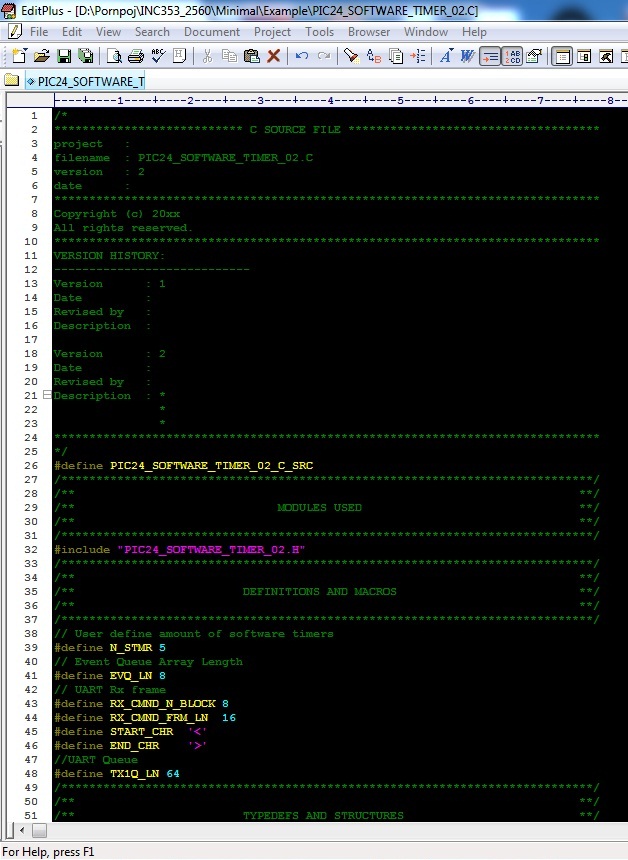 EditPlus - [D:\Pornpoj\INC353_2560\Minimal\Example\PIC24_SOFTWARE_TIMER_02.C]
File Edit View Search Document Project Tools Browser Window Help
PIC24_SOFTWARE_T
----+----1----+----2----+----3----+----4----+----5----+----6----+----7----+----8--
1 /*
2 *************************** C SOURCE FILE ************************************
3 project :
4 filename : PIC24_SOFTWARE_TIMER_02.C
5 version : 2
6 date :
7 ******************************************************************************
8 Copyright (c) 20xx
9 All rights reserved.
10 ******************************************************************************
11 VERSION HISTORY:
12 ----------------------------
13 Version : 1
14 Date :
15 Revised by :
16 Description :
17
18 Version : 2
19 Date :
20 Revised by :
21 Description : *
22 *
23 *
24 ******************************************************************************
25 */
26 #define PIC24_SOFTWARE_TIMER_02_C_SRC
27 /****************************************************************************/
28 /** **/
29 /** MODULES USED **/
30 /** **/
31 /****************************************************************************/
32 #include "PIC24_SOFTWARE_TIMER_02.H"
33 /****************************************************************************/
34 /** **/
35 /** DEFINITIONS AND MACROS **/
36 /** **/
37 /****************************************************************************/
38 // User define amount of software timers
39 #define N_STMR 5
40 // Event Queue Array Length
41 #define EVQ_LN 8
42 // UART Rx frame
43 #define RX_CMND_N_BLOCK 8
44 #define RX_CMND_FRM_LN 16
45 #define START_CHR '<'
46 #define END_CHR '>'
47 //UART Queue
48 #define TX1Q_LN 64
49 /****************************************************************************/
50 /** **/
51 /** TYPEDEFS AND STRUCTURES **/
For Help, press F1